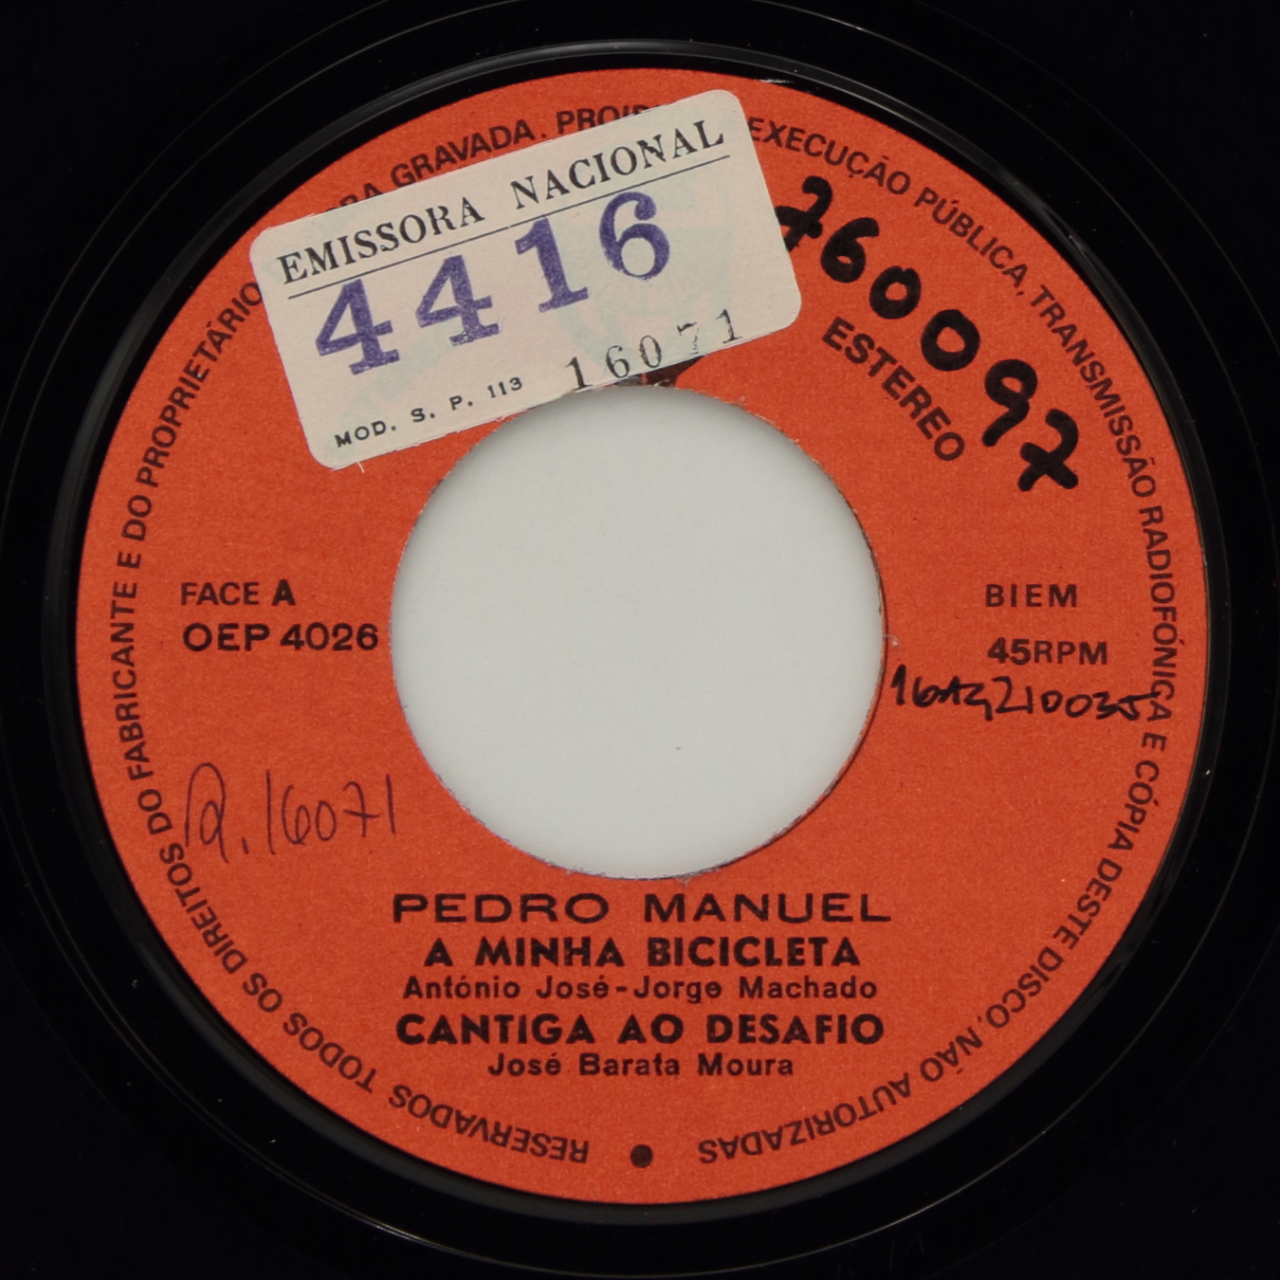 RESERVADOS TODOS OS DIREITOS DO FABRICANTE E DO PROPRIETÁRIO GRAVADA. EXECUÇÃO PÚBLICA, TRANSMISSÃO RADIOFÓNICA E CÓPIA DESTE DISCO, NÃO AUTORIZADAS
EMISSORA NACIONAL
4416
MOD. S. P. 113 16071
760097
ESTEREO
FACE A
OEP 4026
BIEM
45RPM
R.16071
PEDRO MANUEL
A MINHA BICICLETA
António José-Jorge Machado
CANTIGA AO DESAFIO
José Barata Moura